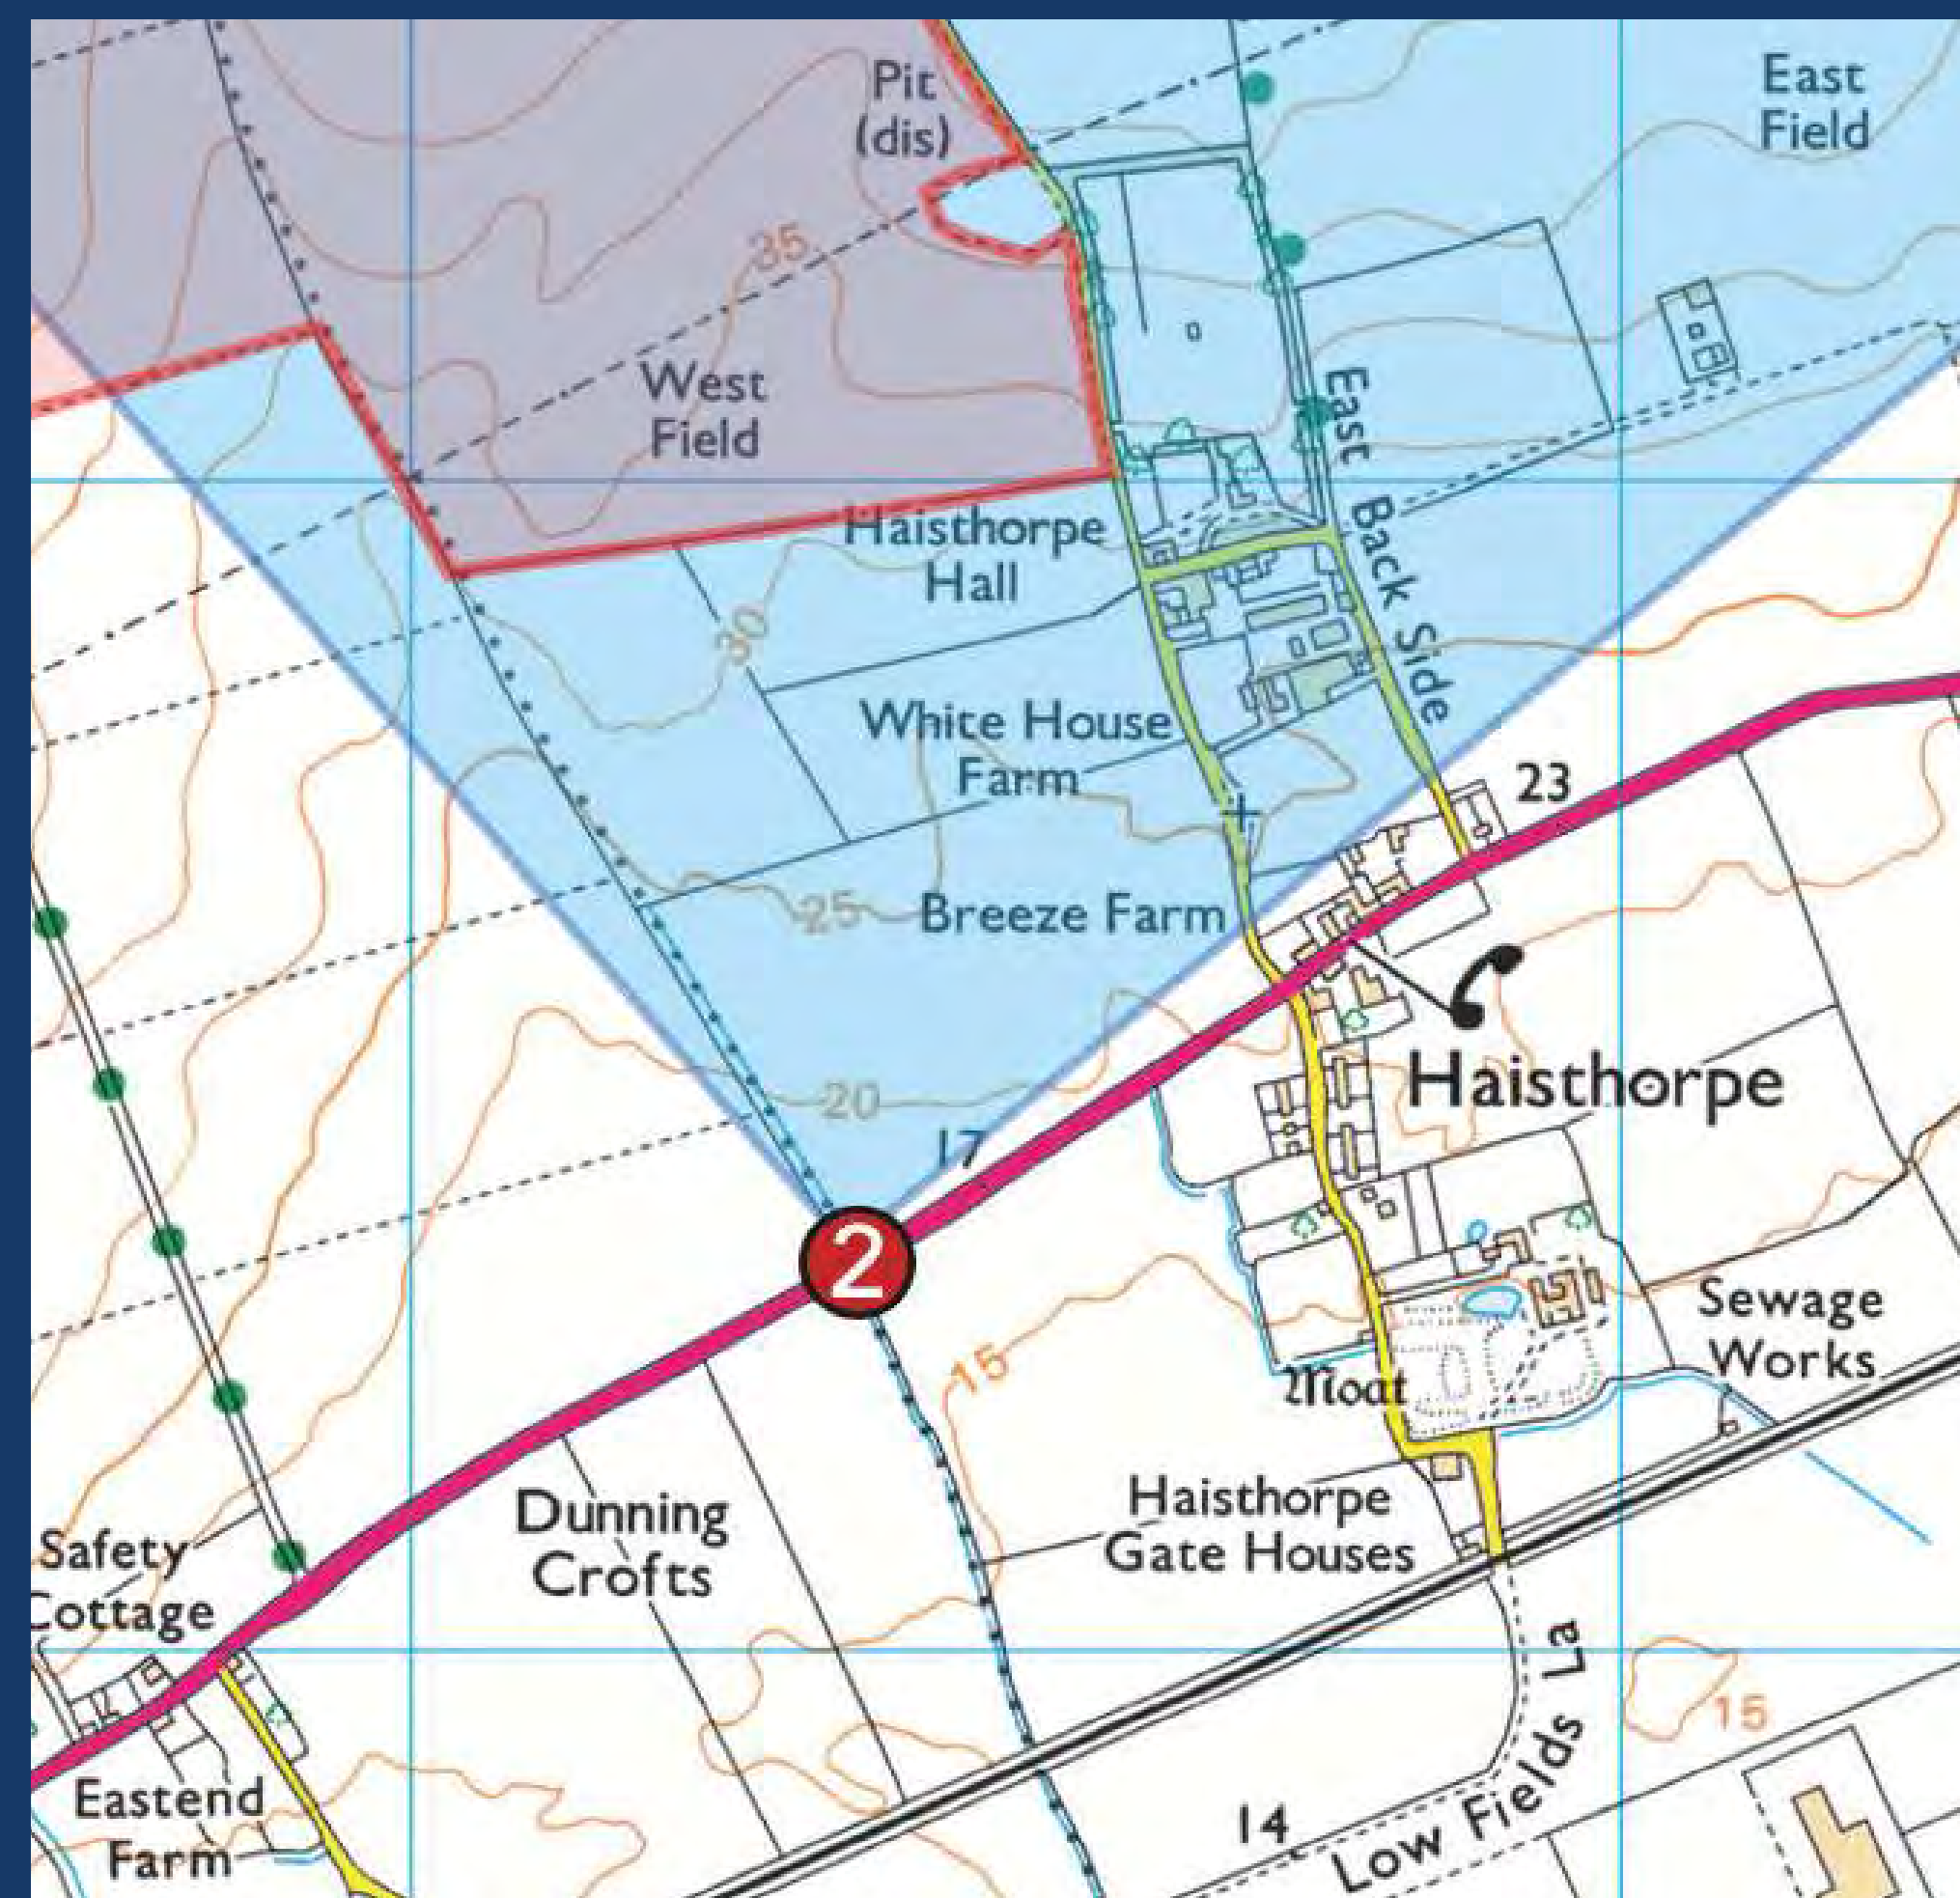 Pit
(dis)
East
Field
35
West
Field
East Back Side
Haisthorpe
Hall
30
White House
Farm
23
25
Breeze Farm
Haisthorpe
20
17
2
15
Moat
Sewage
Works
Haisthorpe
Gate Houses
Dunning
Crofts
Safety
Cottage
Low Fields La
15
Eastend
Farm
14